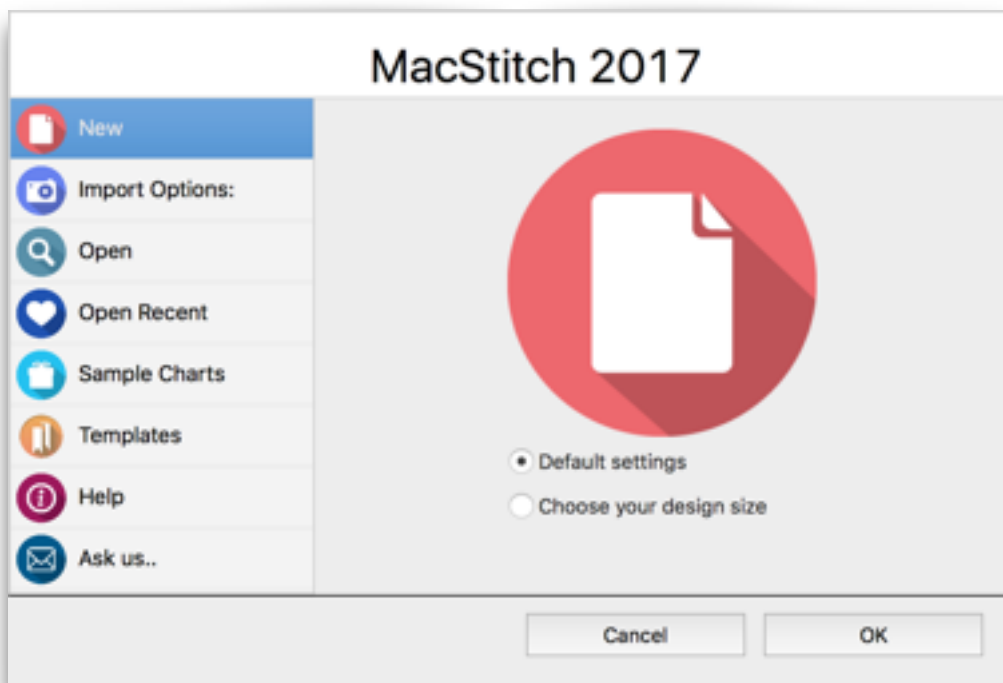 MacStitch 2017
New
Import Options:
Open
Open Recent
Sample Charts
Templates
Help
Ask us..
Default settings
Choose your design size
Cancel
OK